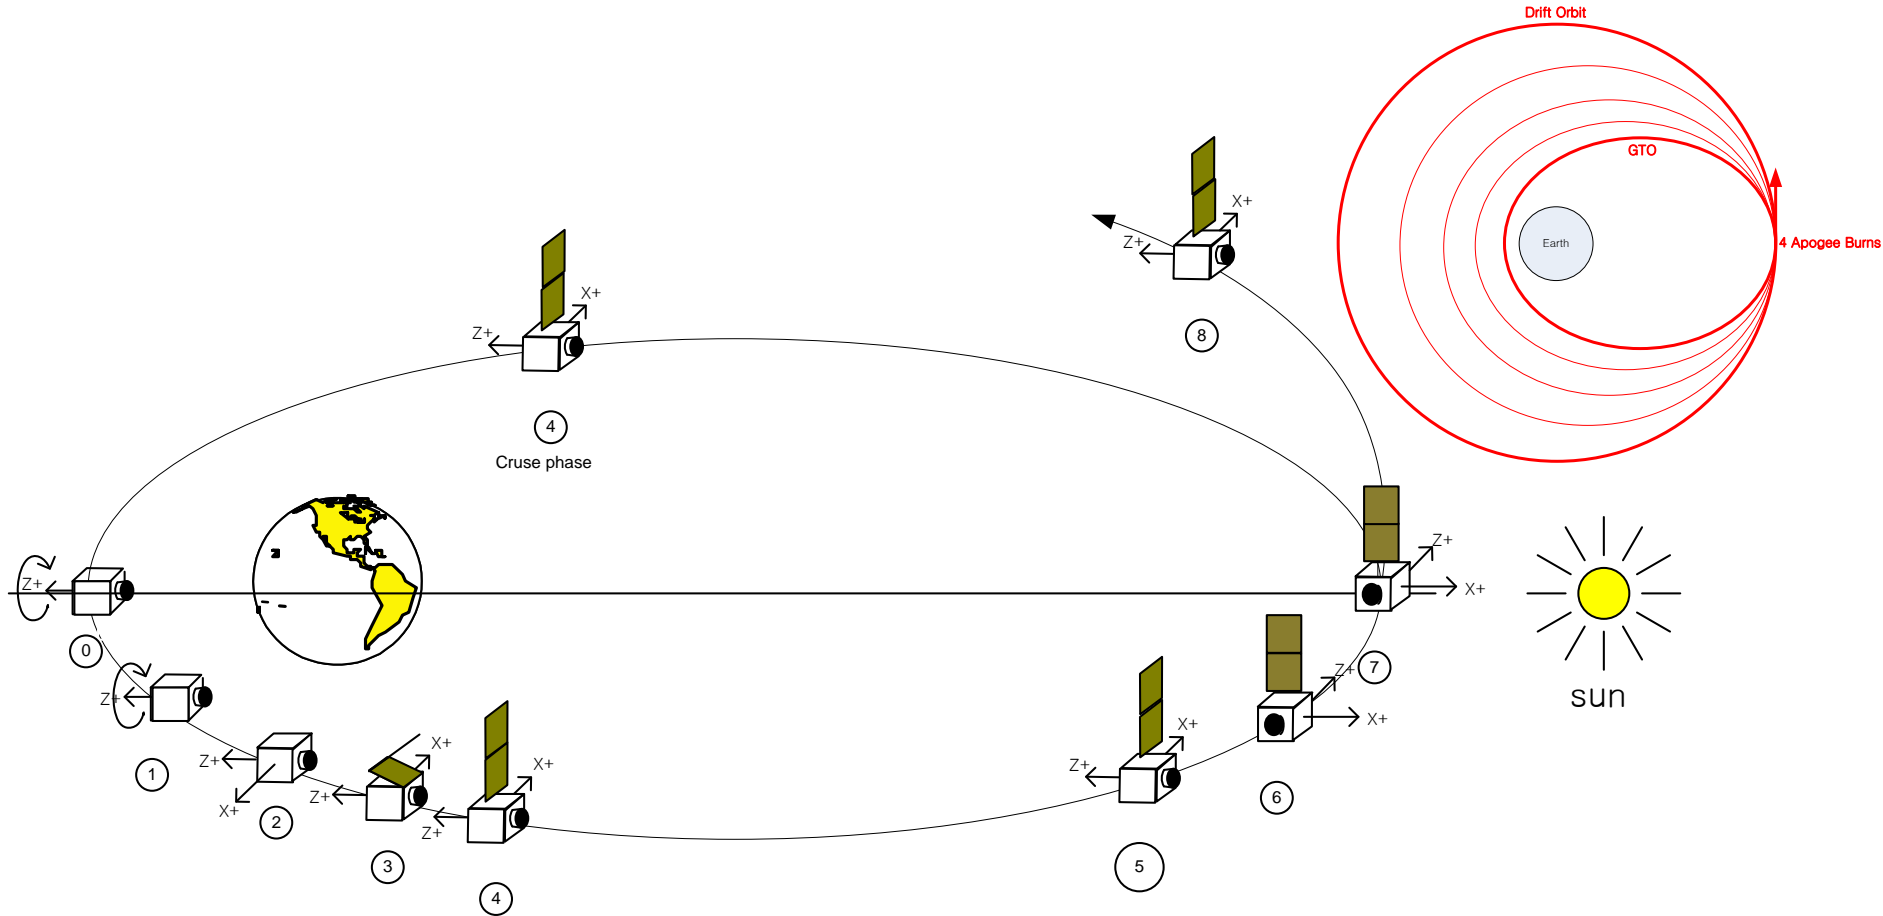 Drift Orbit
GTO
Earth
4 Apogee Burns
X+
Z+
8
X+
Z+
4
Cruse phase
Z+
0
Z+
X+
7
sun
Z+
1
Z+
X+
2
X+
Z+
3
X+
Z+
4
X+
Z+
5
Z+
X+
6